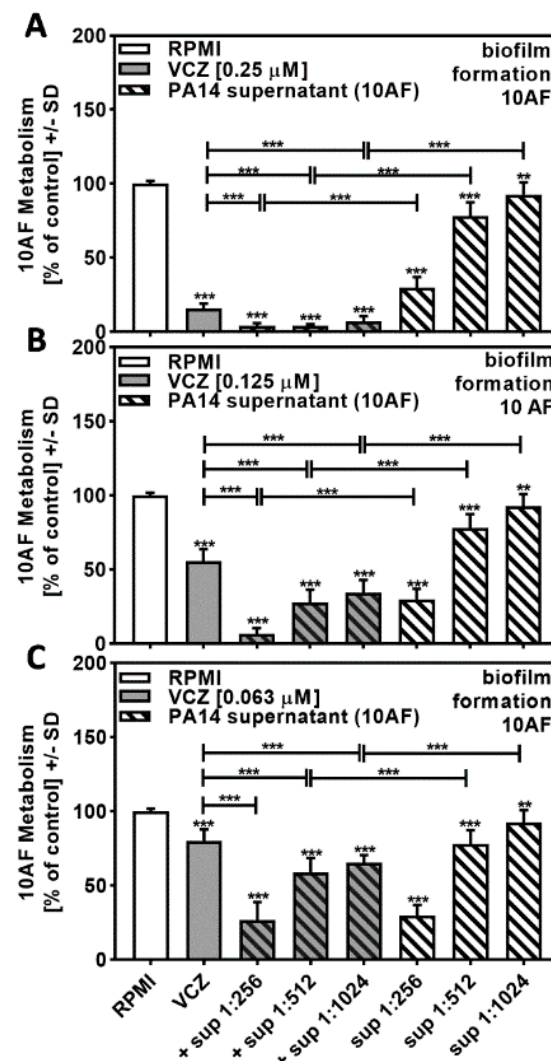 A
200
150
100
50
0
10AF Metabolism
[% of control] +/- SD
RPMI
VCZ [0.25 µM]
PA14 supernatant (10AF)
biofilm
formation
10AF
*** ***
*** ***
*** ***
*** *** *** *** *** *** **
B
200
150
100
50
0
10AF Metabolism
[% of control] +/- SD
RPMI
VCZ [0.125 µM]
PA14 supernatant (10AF)
biofilm
formation
10 AF
*** ***
*** ***
*** ***
*** *** *** *** *** *** **
C
200
150
100
50
0
10AF Metabolism
[% of control] +/- SD
RPMI
VCZ [0.063 µM]
PA14 supernatant (10AF)
biofilm
formation
10AF
*** ***
*** ***
***
*** *** *** *** *** *** **
RPMI
VCZ
+ sup 1:256
+ sup 1:512
+ sup 1:1024
sup 1:256
sup 1:512
sup 1:1024